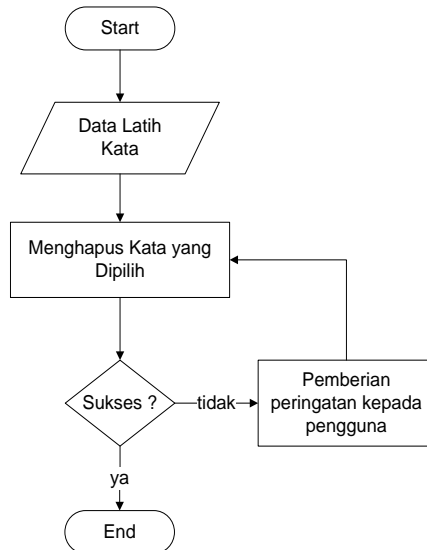 Start
Data Latih
Kata
Menghapus Kata yang
Dipilih
Sukses ?
tidak
Pemberian
peringatan kepada
pengguna
ya
End